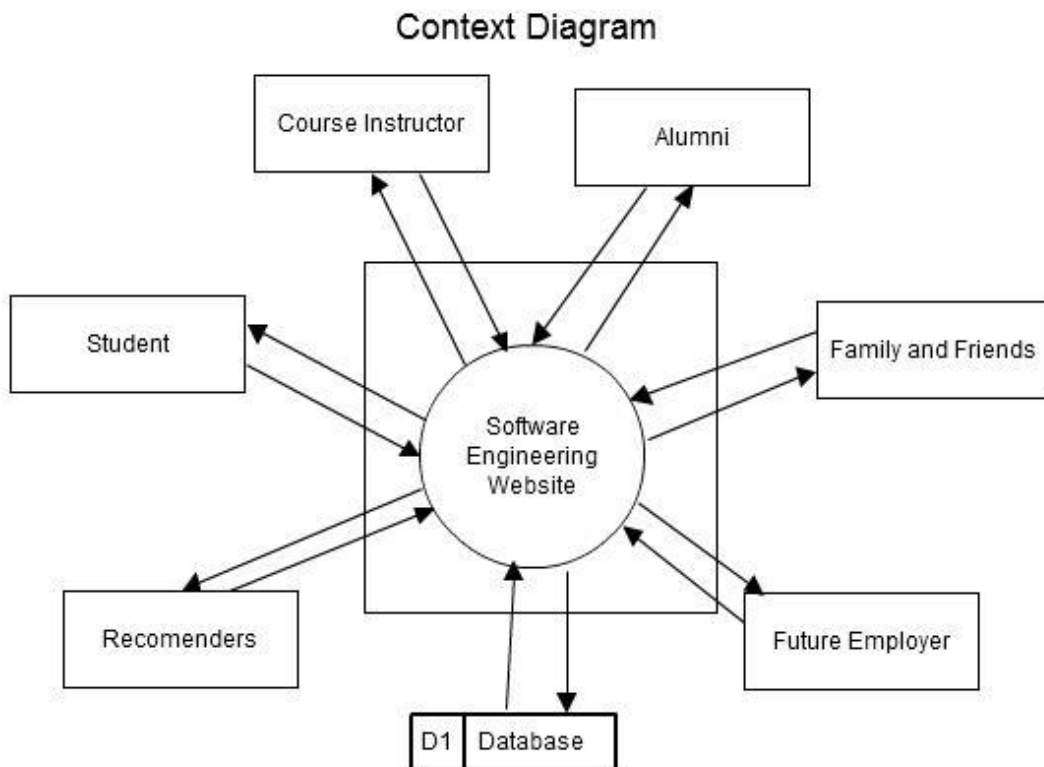 Context Diagram
Course Instructor
Alumni
Student
Family and Friends
Software
Engineering
Website
Recomenders
Future Employer
D1 Database